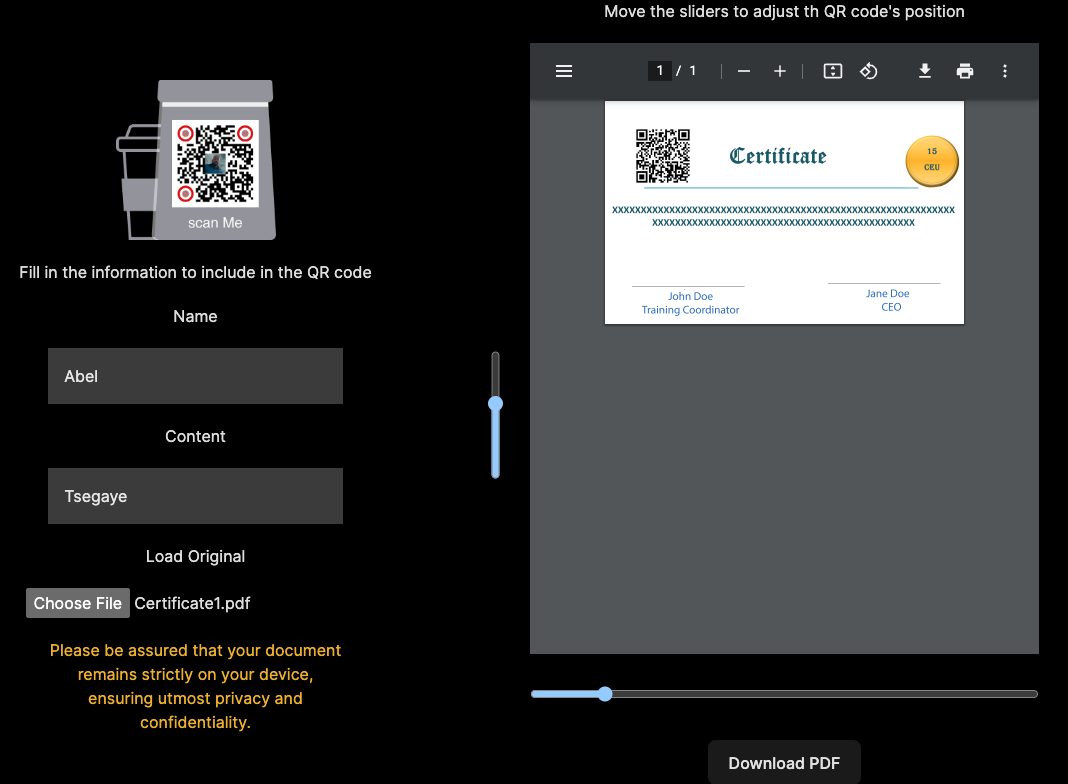 Move the sliders to adjust th QR code's position
1 / 1
scan Me
Fill in the information to include in the QR code
Name
Abel
Content
Tsegaye
Load Original
Choose File Certificate1.pdf
Please be assured that your document
remains strictly on your device,
ensuring utmost privacy and
confidentiality.
Certificate
15
CEU
XXXXXXXXXXXXXXXXXXXXXXXXXXXXXXXXXXXXXXXXXXXXXXXXXXXXXXXXXXXX
XXXXXXXXXXXXXXXXXXXXXXXXXXXXXXXXXXXXXXXXXXXXXX
John Doe
Training Coordinator
Jane Doe
CEO
Download PDF